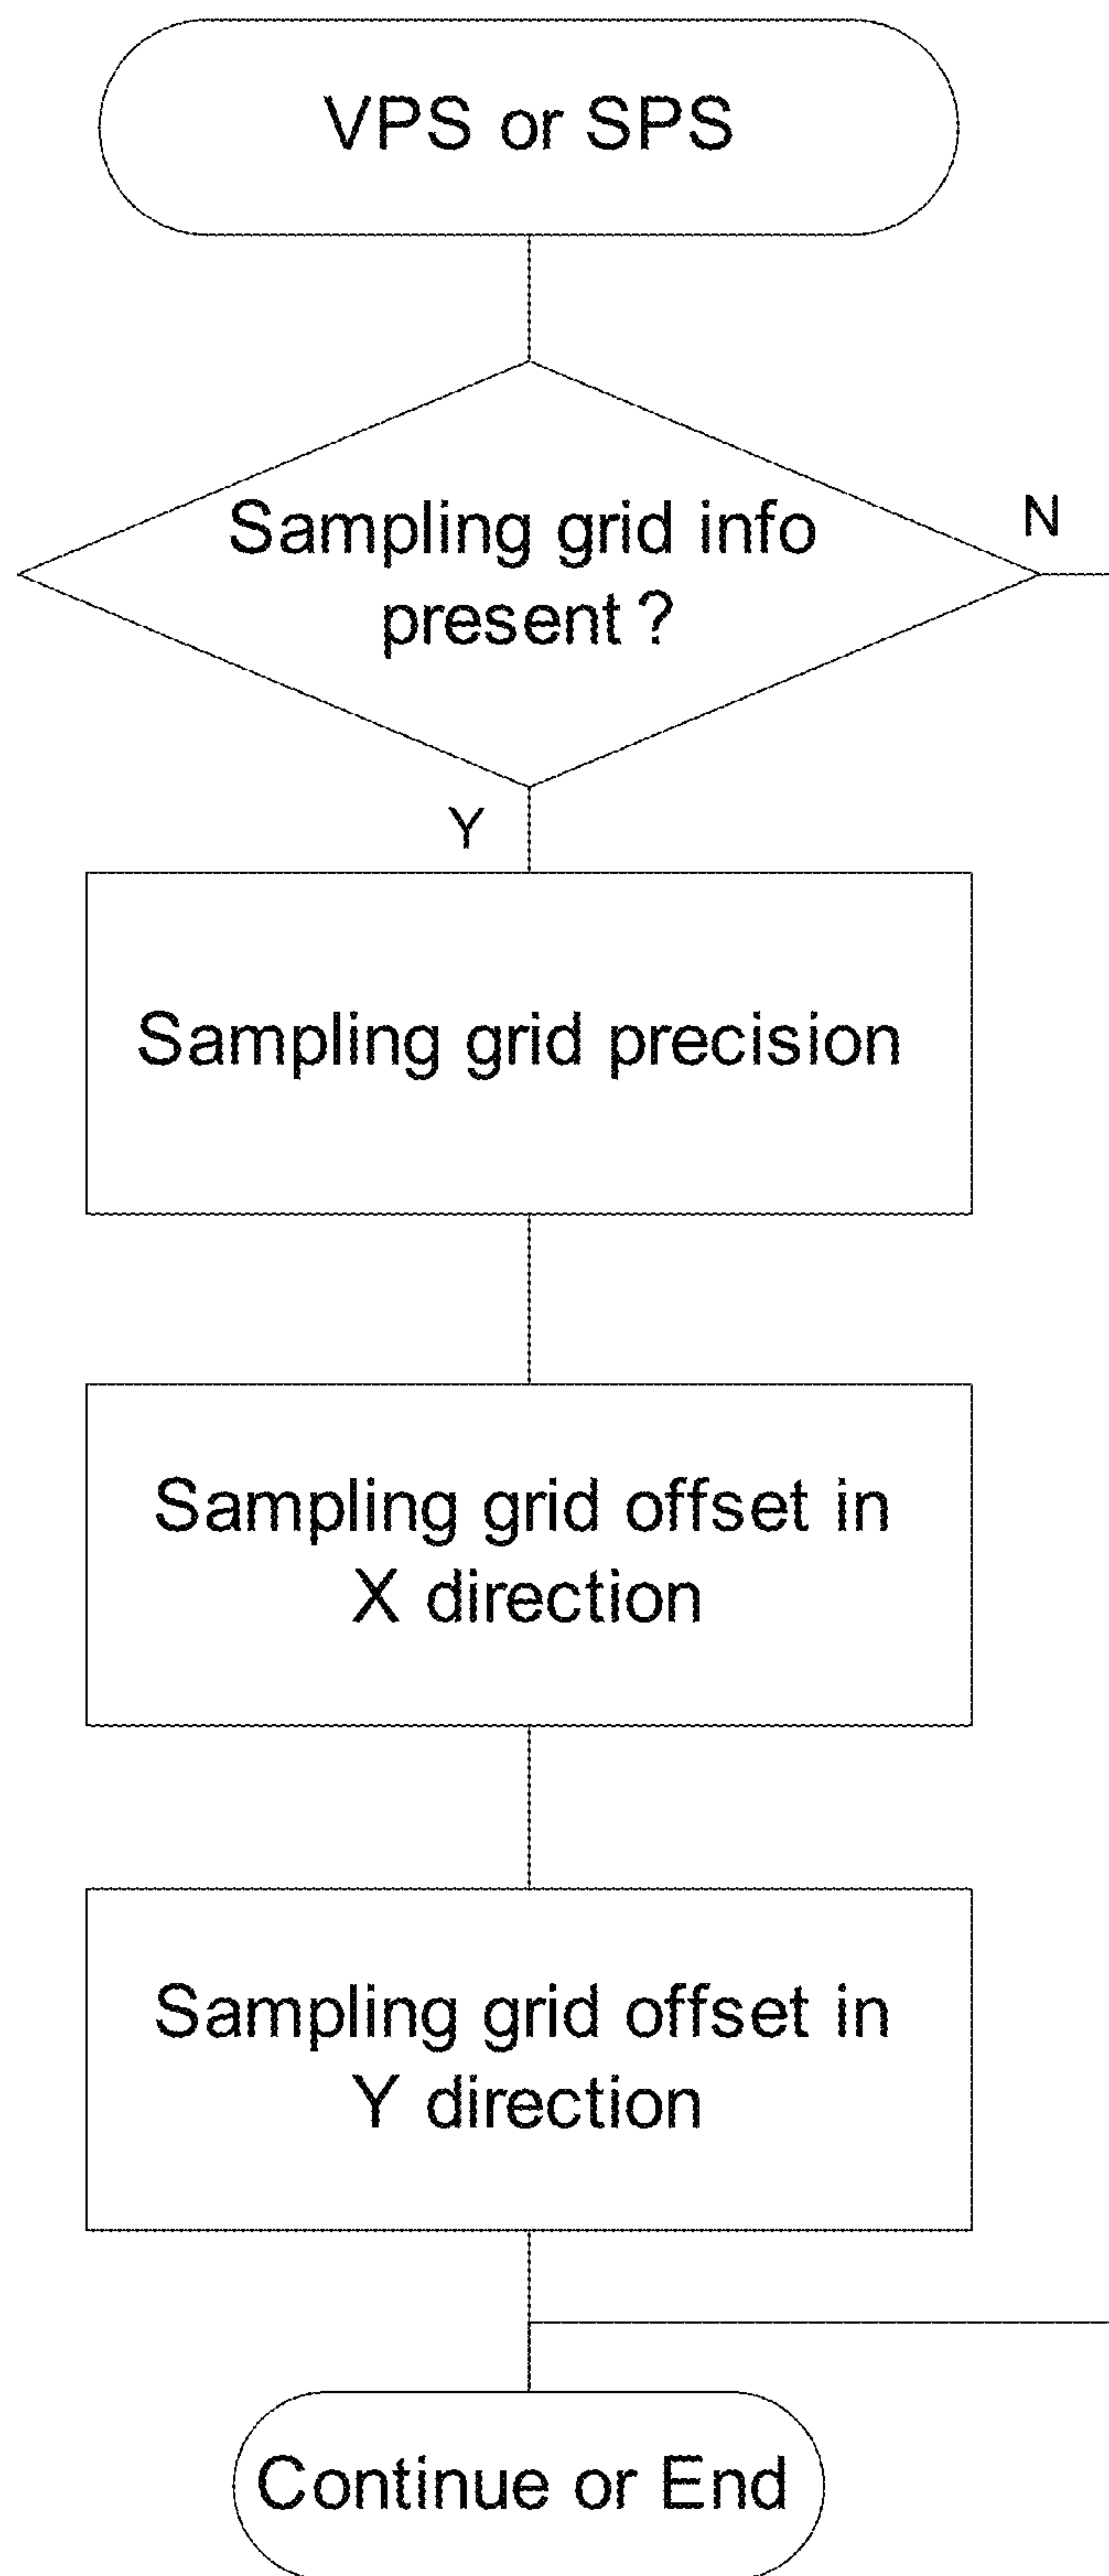 VPS or SPS
Sampling grid info
present ?
N
Y
Sampling grid precision
Sampling grid offset in
X direction
Sampling grid offset in
Y direction
Continue or End